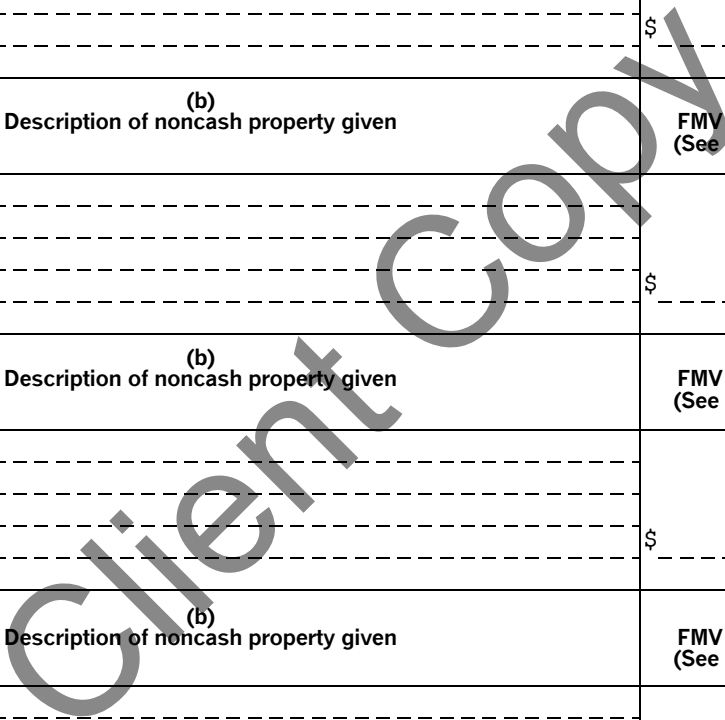 $
(b)
Description of noncash property given
FMV
(See
$
(b)
Description of noncash property given
FMV
(See
$
(b)
Description of noncash property given
FMV
(See
Client Copy